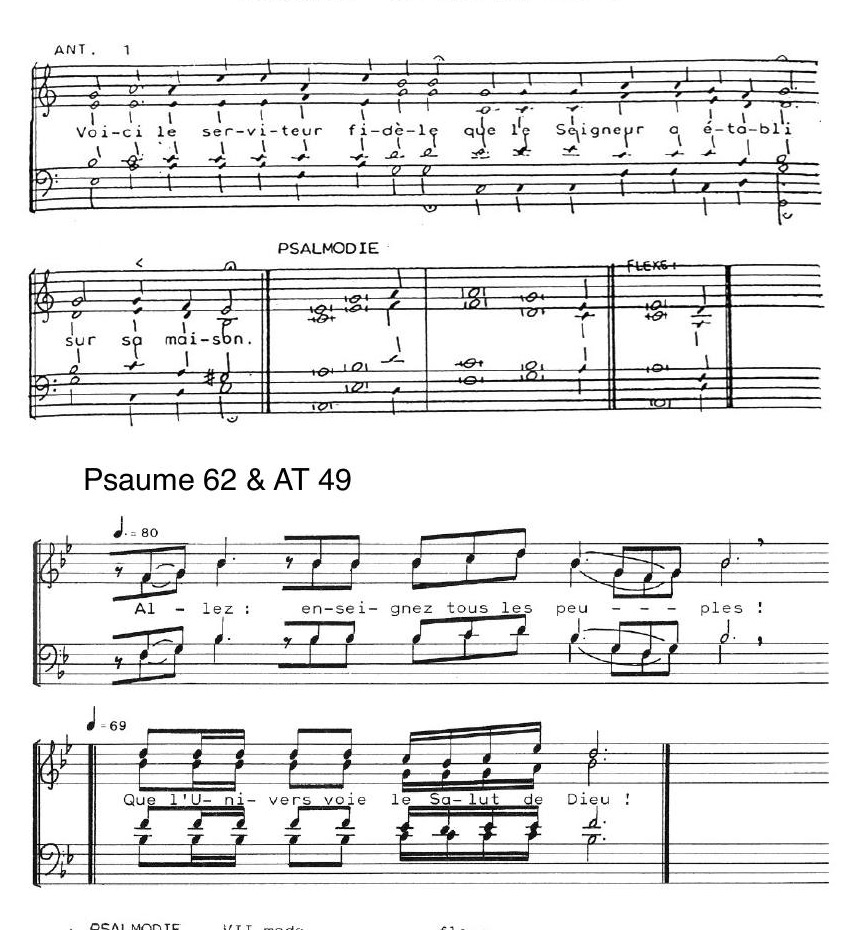 ANT. 1
Voi-ci le ser-vi-teur fi-dè-le que le Seigneur a é-ta-bli
PSALMODIE
FLEXE:
sur sa mai-son.
Psaume 62 & AT 49
♩. = 80
Al - lez : en-sei- gnez tous les peu - - - ples !
♩ = 69
Que l'U- ni- vers voie le Sa-lut de Dieu !
PSALMODIE